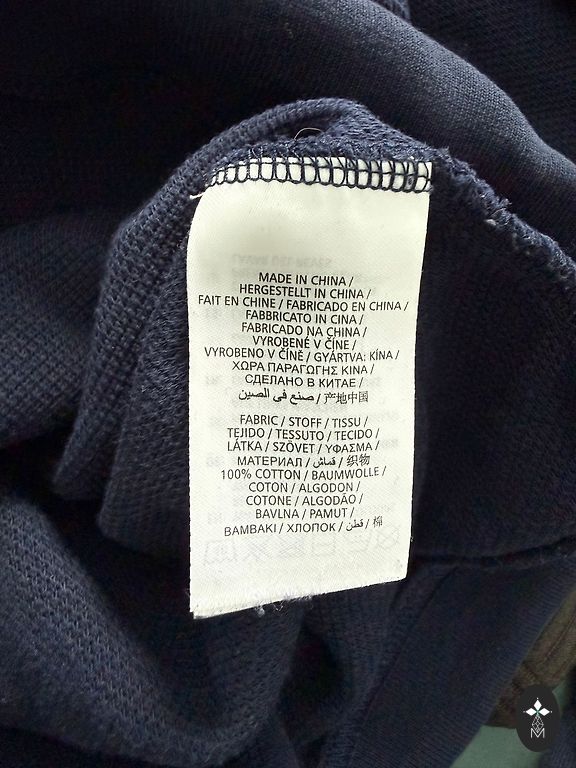 MADE IN CHINA /
HERGESTELLT IN CHINA /
FAIT EN CHINE / FABRICADO EN CHINA /
FABBRICATO IN CINA /
FABRICADO NA CHINA /
VYROBENÉ V ČÍNE /
VYROBENO V ČÍNĚ / GYÁRTVA: KÍNA /
ΧΩΡΑ ΠΑΡΑΓΩΓΗΣ ΚΙΝΑ /
СДЕЛАНО В КИТАЕ /
صنع في الصين / 产地中国
FABRIC / STOFF / TISSU /
TEJIDO / TESSUTO / TECIDO /
LÁTKA / SZÖVET / ΥΦΑΣΜΑ /
МАТЕРИАЛ / قماش / 织物
100% COTTON / BAUMWOLLE /
COTON / ALGODON /
COTONE / ALGODÃO /
BAVLNA / PAMUT /
ΒΑΜΒΑΚΙ / ХЛОПОК / قطن / 棉
M